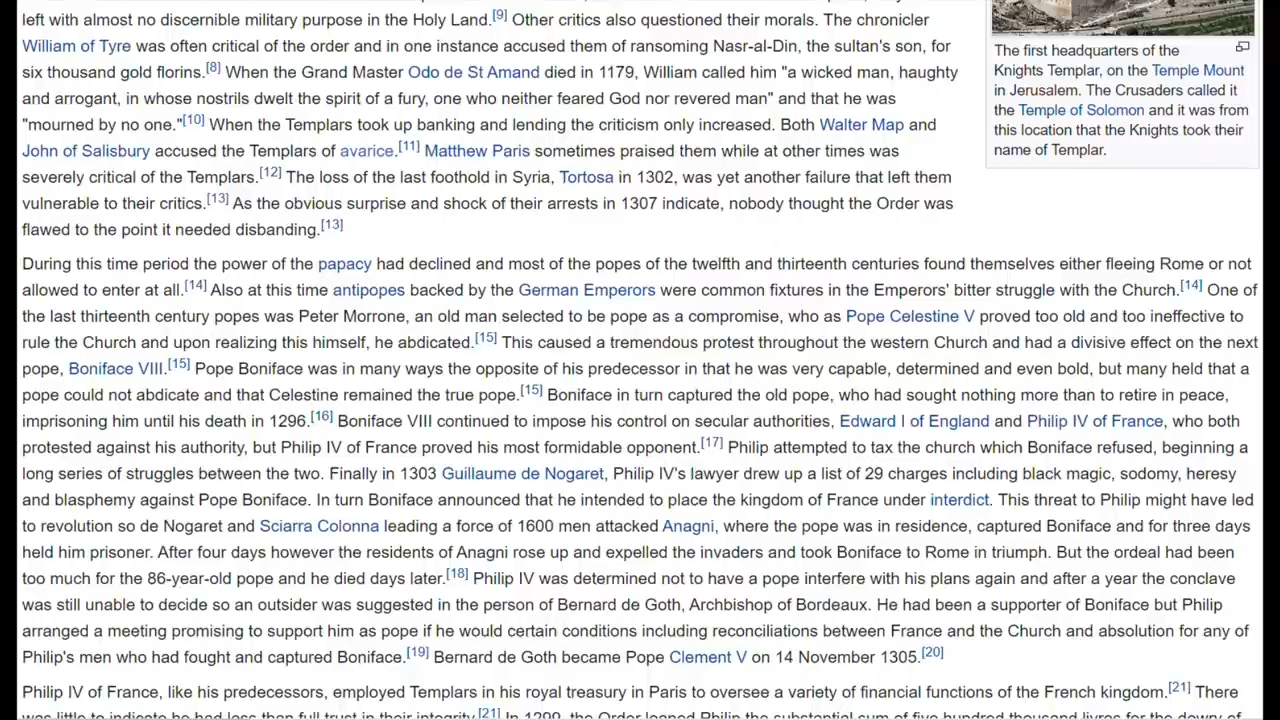 left with almost no discernible military purpose in the Holy Land.[9] Other critics also questioned their morals. The chronicler
William of Tyre was often critical of the order and in one instance accused them of ransoming Nasr-al-Din, the sultan's son, for
six thousand gold florins.[8] When the Grand Master Odo de St Amand died in 1179, William called him "a wicked man, haughty
and arrogant, in whose nostrils dwelt the spirit of a fury, one who neither feared God nor revered man" and that he was
"mourned by no one."[10] When the Templars took up banking and lending the criticism only increased. Both Walter Map and
John of Salisbury accused the Templars of avarice.[11] Matthew Paris sometimes praised them while at other times was
severely critical of the Templars.[12] The loss of the last foothold in Syria, Tortosa in 1302, was yet another failure that left them
vulnerable to their critics.[13] As the obvious surprise and shock of their arrests in 1307 indicate, nobody thought the Order was
flawed to the point it needed disbanding.[13]
The first headquarters of the
Knights Templar, on the Temple Mount
in Jerusalem. The Crusaders called it
the Temple of Solomon and it was from
this location that the Knights took their
name of Templar.
During this time period the power of the papacy had declined and most of the popes of the twelfth and thirteenth centuries found themselves either fleeing Rome or not
allowed to enter at all.[14] Also at this time antipopes backed by the German Emperors were common fixtures in the Emperors' bitter struggle with the Church.[14] One of
the last thirteenth century popes was Peter Morrone, an old man selected to be pope as a compromise, who as Pope Celestine V proved too old and too ineffective to
rule the Church and upon realizing this himself, he abdicated.[15] This caused a tremendous protest throughout the western Church and had a divisive effect on the next
pope, Boniface VIII.[15] Pope Boniface was in many ways the opposite of his predecessor in that he was very capable, determined and even bold, but many held that a
pope could not abdicate and that Celestine remained the true pope.[15] Boniface in turn captured the old pope, who had sought nothing more than to retire in peace,
imprisoning him until his death in 1296.[16] Boniface VIII continued to impose his control on secular authorities, Edward I of England and Philip IV of France, who both
protested against his authority, but Philip IV of France proved his most formidable opponent.[17] Philip attempted to tax the church which Boniface refused, beginning a
long series of struggles between the two. Finally in 1303 Guillaume de Nogaret, Philip IV's lawyer drew up a list of 29 charges including black magic, sodomy, heresy
and blasphemy against Pope Boniface. In turn Boniface announced that he intended to place the kingdom of France under interdict. This threat to Philip might have led
to revolution so de Nogaret and Sciarra Colonna leading a force of 1600 men attacked Anagni, where the pope was in residence, captured Boniface and for three days
held him prisoner. After four days however the residents of Anagni rose up and expelled the invaders and took Boniface to Rome in triumph. But the ordeal had been
too much for the 86-year-old pope and he died days later.[18] Philip IV was determined not to have a pope interfere with his plans again and after a year the conclave
was still unable to decide so an outsider was suggested in the person of Bernard de Goth, Archbishop of Bordeaux. He had been a supporter of Boniface but Philip
arranged a meeting promising to support him as pope if he would certain conditions including reconciliations between France and the Church and absolution for any of
Philip's men who had fought and captured Boniface.[19] Bernard de Goth became Pope Clement V on 14 November 1305.[20]
Philip IV of France, like his predecessors, employed Templars in his royal treasury in Paris to oversee a variety of financial functions of the French kingdom.[21] There
was little to indicate he had less than full trust in their integrity.[21] In 1299, the Order loaned Philip the substantial sum of five hundred thousand livres for the dowry of